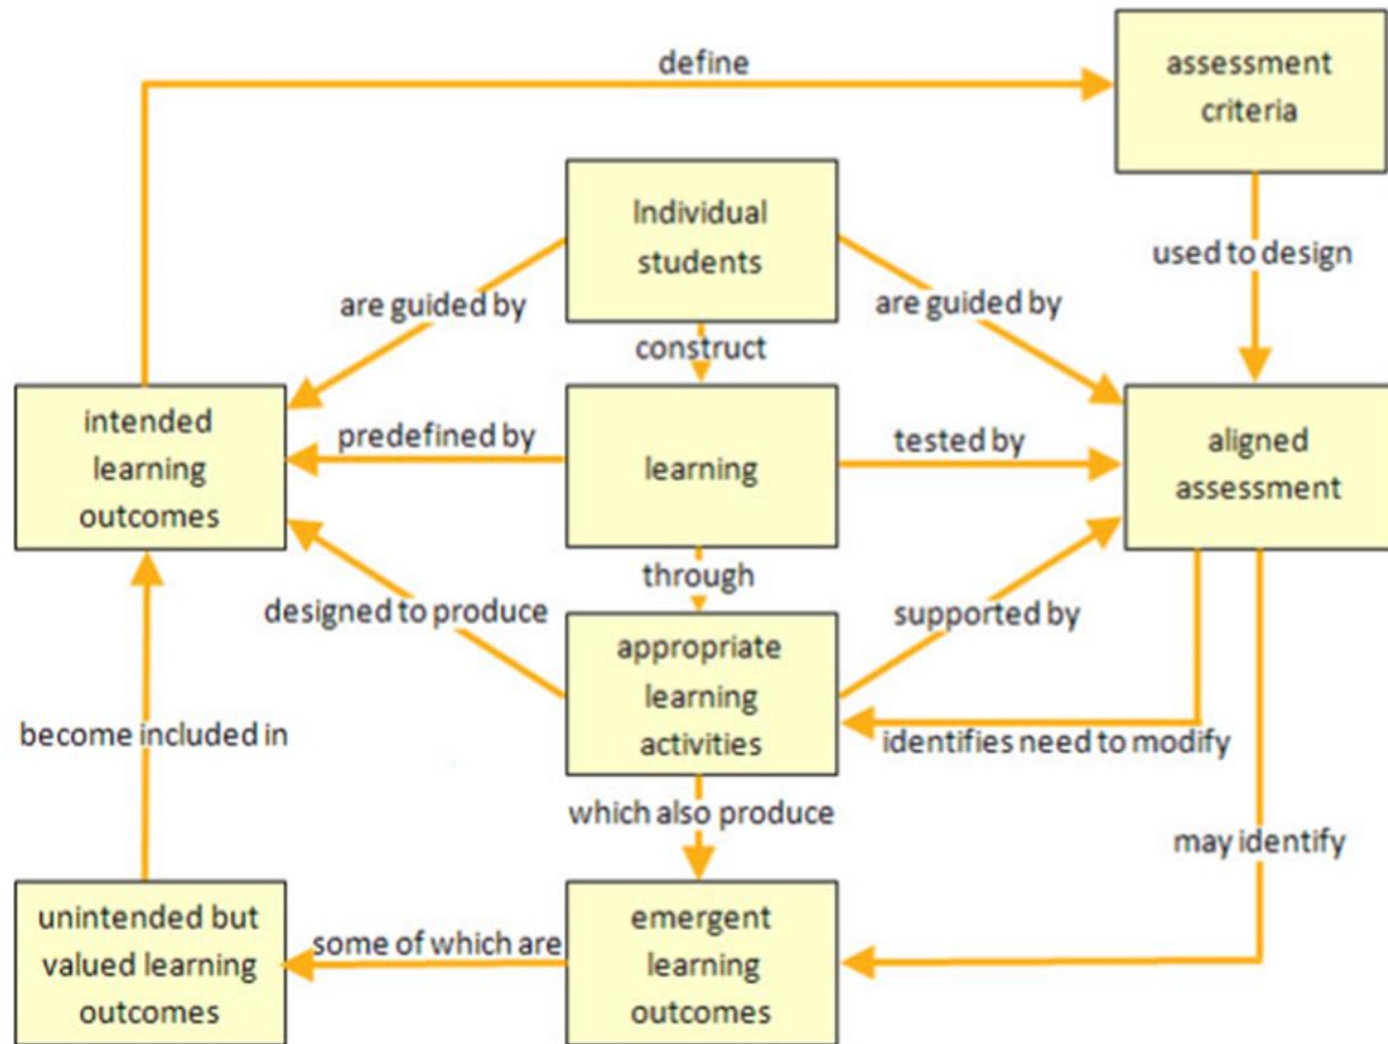 define
assessment
criteria
Individual
students
used to design
are guided by
are guided by
construct
intended
learning
outcomes
predefined by
learning
tested by
aligned
assessment
through
designed to produce
supported by
appropriate
learning
activities
become included in
identifies need to modify
which also produce
may identify
unintended but
valued learning
outcomes
some of which are
emergent
learning
outcomes